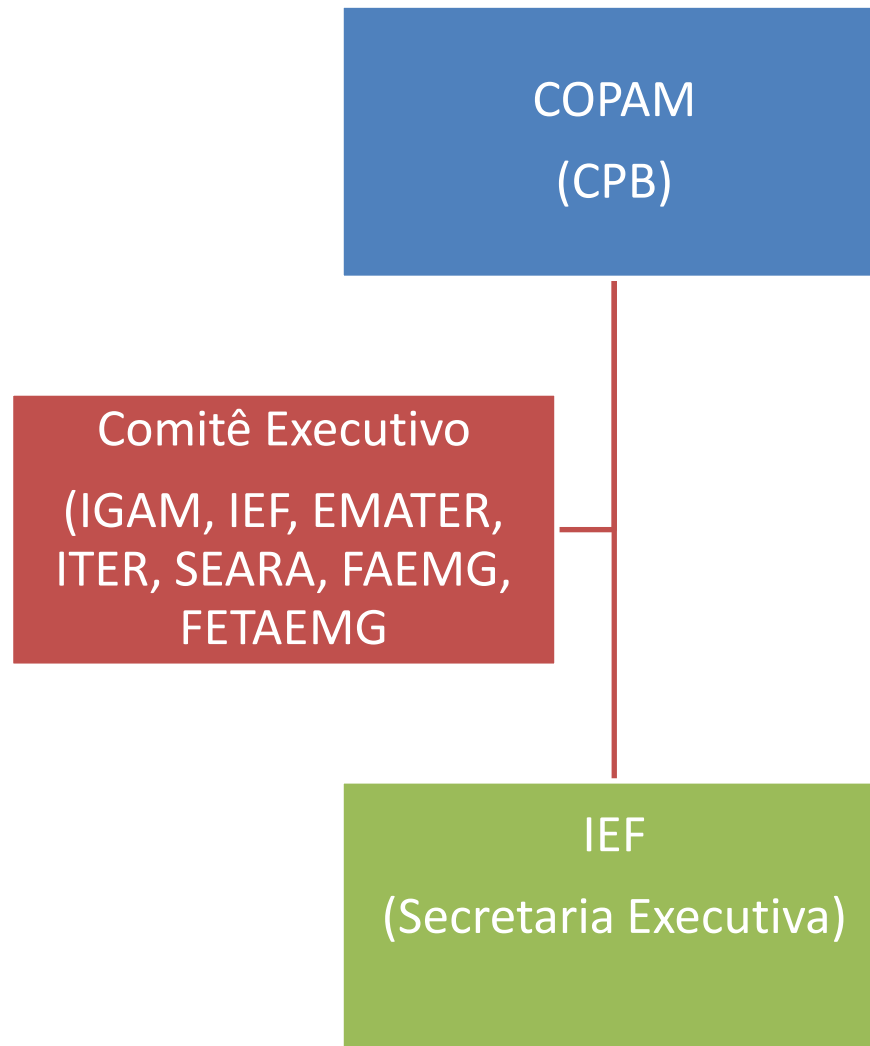 COPAM
(CPB)
Comitê Executivo
(IGAM, IEF, EMATER,
ITER, SEARA, FAEMG,
FETAEMG
IEF
(Secretaria Executiva)